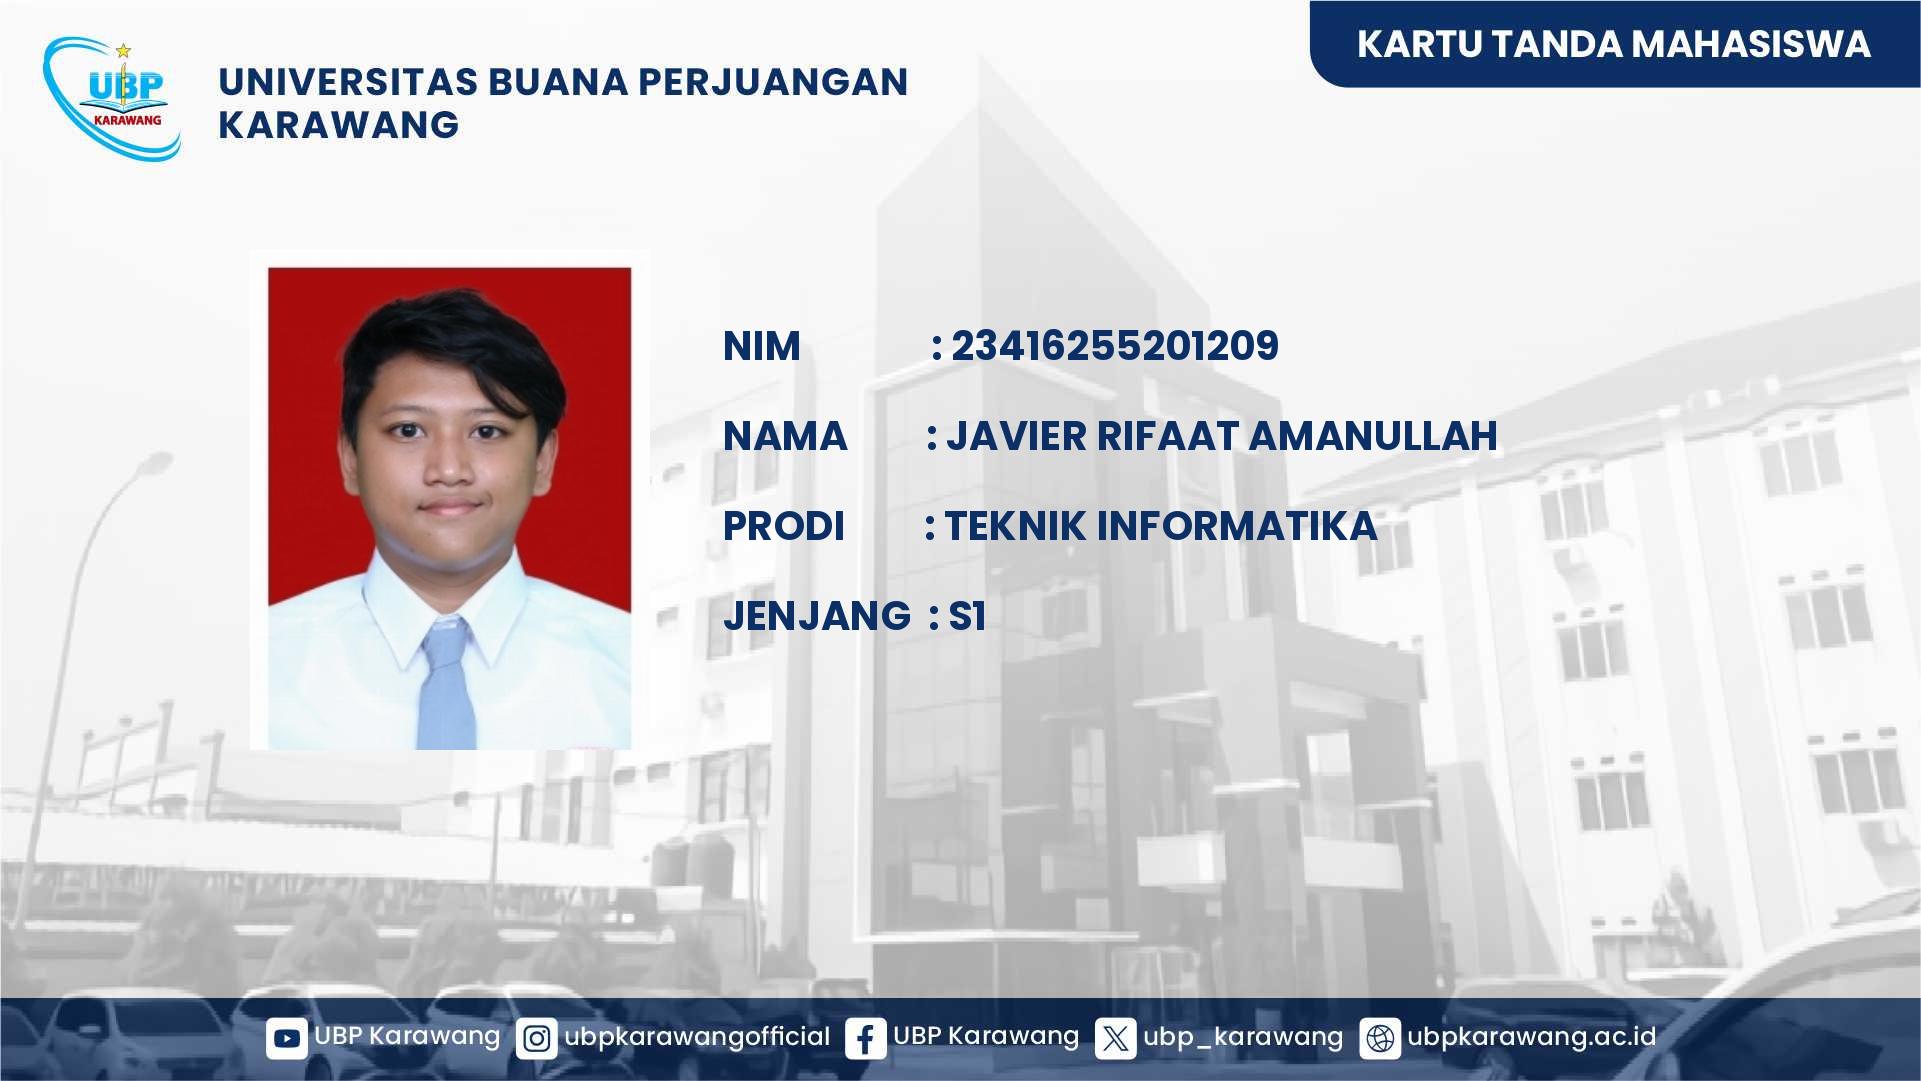 UBP
KARAWANG
UNIVERSITAS BUANA PERJUANGAN
KARAWANG
KARTU TANDA MAHASISWA
NIM : 23416255201209
NAMA : JAVIER RIFAAT AMANULLAH
PRODI : TEKNIK INFORMATIKA
JENJANG : S1
UBP Karawang ubpkarawangofficial UBP Karawang ubp_karawang ubpkarawang.ac.id